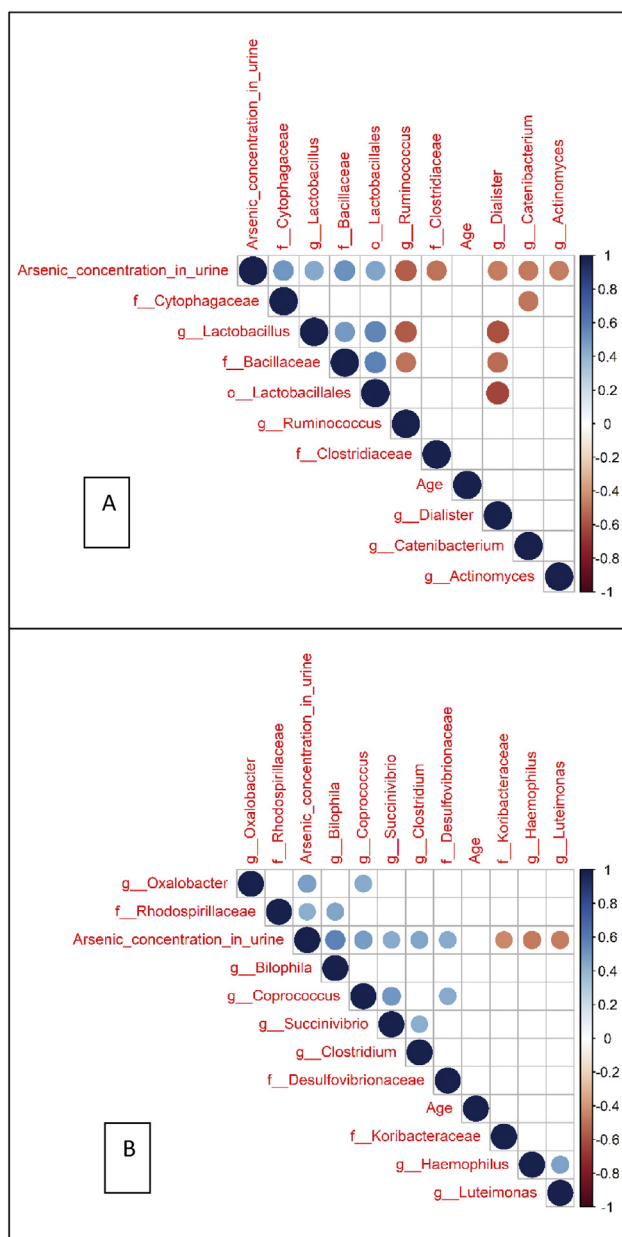 Arsenic_concentration_in_urine
f__Cytophagaceae
g__Lactobacillus
f__Bacillaceae
o__Lactobacillales
g__Ruminococcus
f__Clostridiaceae
Age
g__Dialister
g__Catenibacterium
g__Actinomyces
Arsenic_concentration_in_urine
f__Cytophagaceae
g__Lactobacillus
f__Bacillaceae
o__Lactobacillales
g__Ruminococcus
f__Clostridiaceae
Age
g__Dialister
g__Catenibacterium
g__Actinomyces
1
0.8
0.6
0.4
0.2
0
-0.2
-0.4
-0.6
-0.8
-1
A
g__Oxalobacter
f__Rhodospirillaceae
Arsenic_concentration_in_urine
g__Bilophila
g__Coprococcus
g__Succinivibrio
g__Clostridium
f__Desulfovibrionaceae
Age
f__Koribacteraceae
g__Haemophilus
g__Luteimonas
g__Oxalobacter
f__Rhodospirillaceae
Arsenic_concentration_in_urine
g__Bilophila
g__Coprococcus
g__Succinivibrio
g__Clostridium
f__Desulfovibrionaceae
Age
f__Koribacteraceae
g__Haemophilus
g__Luteimonas
1
0.8
0.6
0.4
0.2
0
-0.2
-0.4
-0.6
-0.8
-1
B